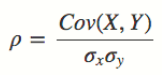 ρ = Cov(X, Y) / σxσy